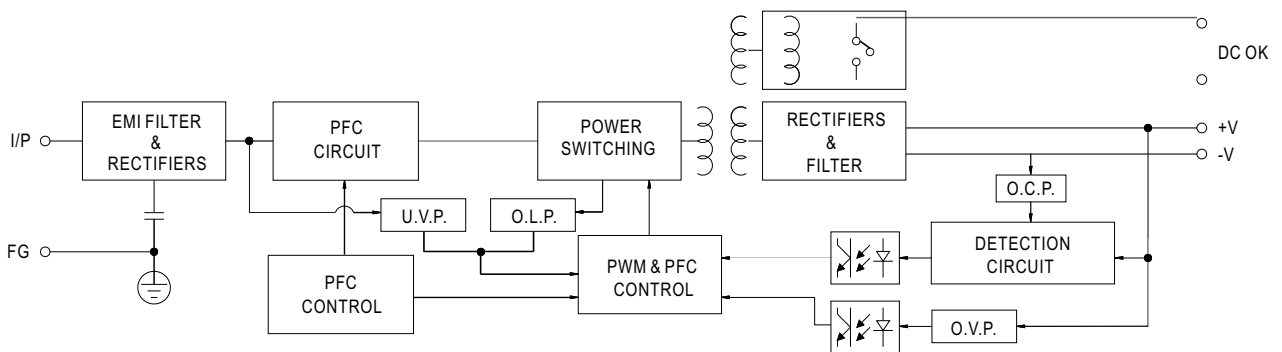 DC OK
I/P
EMI FILTER
&
RECTIFIERS
PFC
CIRCUIT
POWER
SWITCHING
RECTIFIERS
&
FILTER
+V
-V
O.C.P.
U.V.P.
O.L.P.
FG
PFC
CONTROL
PWM & PFC
CONTROL
DETECTION
CIRCUIT
O.V.P.